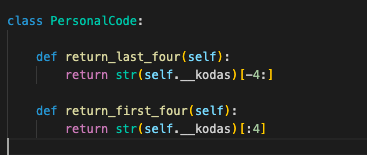 class PersonalCode:
    def return_last_four(self):
        return str(self.__kodas)[-4:]
    def return_first_four(self):
        return str(self.__kodas)[:4]